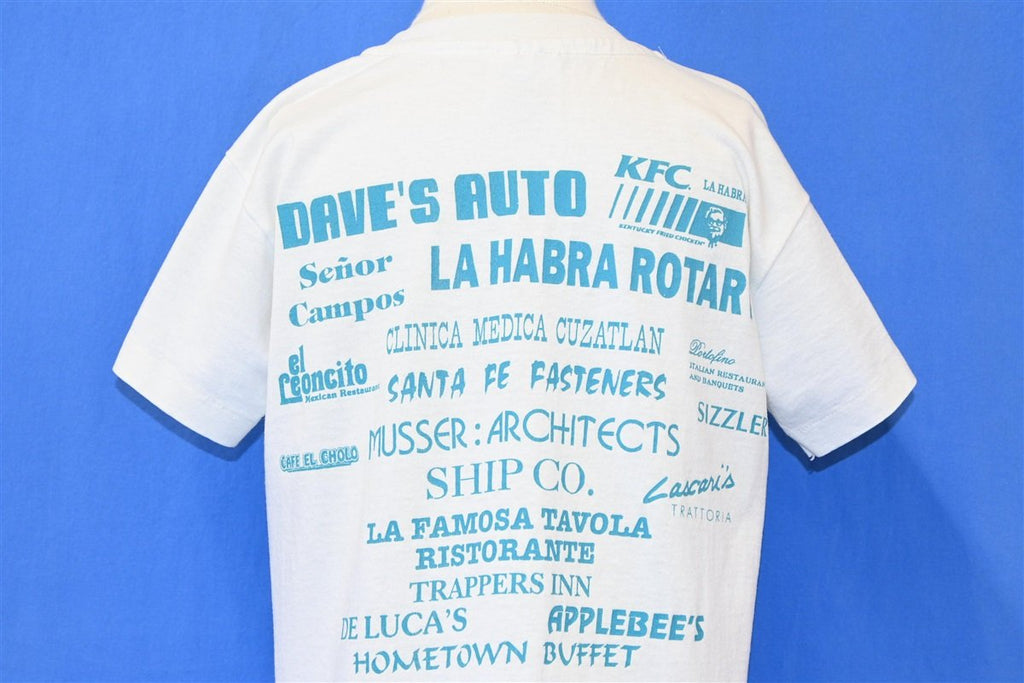 DAVE'S AUTO
KFC.
LA HABRA
KENTUCKY FRIED CHICKEN
Señor
Campos
LA HABRA ROTAR
CLINICA MEDICA CUZATLAN
el
Leoncito
Mexican Restaurant
SANTA FE FASTENERS
Portofino
ITALIAN RESTAURAN
AND BANQUETS
SIZZLER
MUSSER: ARCHITECTS
CAFE EL CHOLO
SHIP CO.
Lascari's
TRATTORIA
LA FAMOSA TAVOLA
RISTORANTE
TRAPPERS INN
DE LUCA'S
APPLEBEE'S
HOMETOWN BUFFET